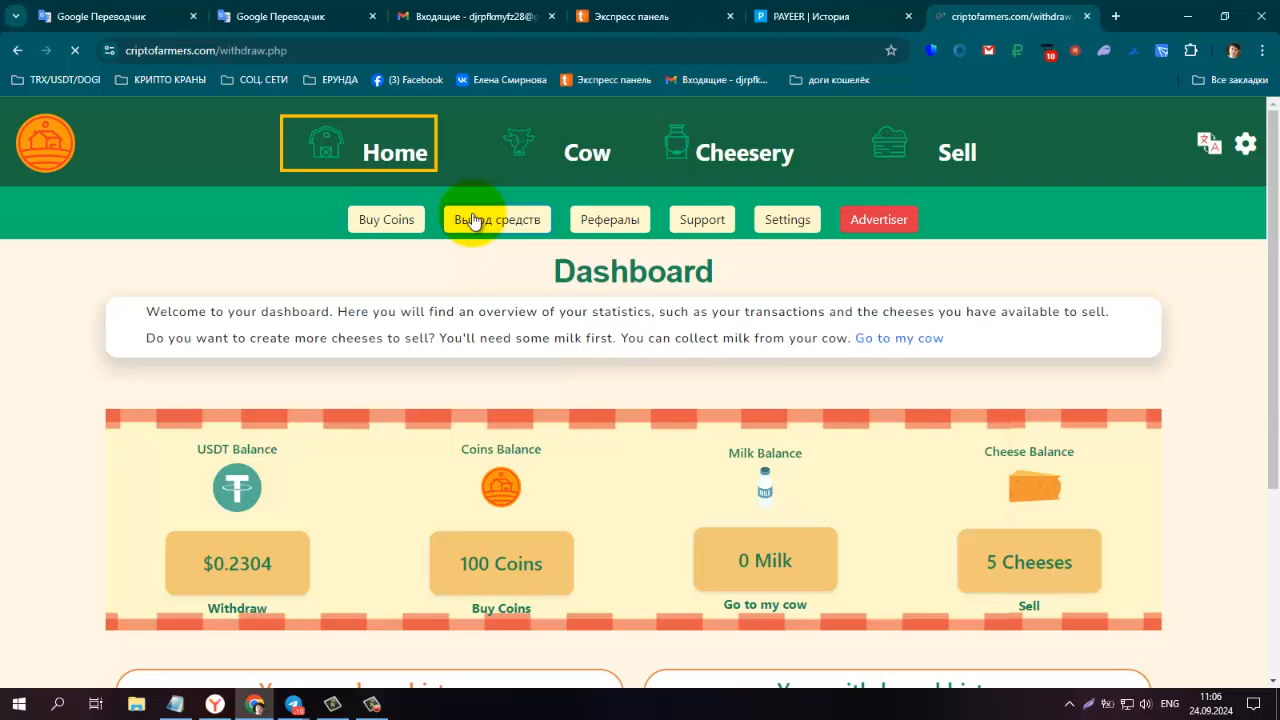 Google Переводчик
Google Переводчик
Входящие - djrpfkmyfz28@g
Экспресс панель
PAYEER | История
criptofarmers.com/withdraw.
criptofarmers.com/withdraw.php
10
TRX/USDT/DOGI
КРИПТО КРАНЫ
СОЦ. СЕТИ
ЕРУНДА
(3) Facebook
Елена Смирнова
Экспресс панель
Входящие - djrpfk...
доги кошелёк
Все закладки
Home
Cow
Cheesery
Sell
Buy Coins
Вывод средств
Рефералы
Support
Settings
Advertiser
Dashboard
Welcome to your dashboard. Here you will find an overview of your statistics, such as your transactions and the cheeses you have available to sell.
Do you want to create more cheeses to sell? You'll need some milk first. You can collect milk from your cow. Go to my cow
USDT Balance
Coins Balance
Milk Balance
Cheese Balance
MILK
$0.2304
100 Coins
0 Milk
5 Cheeses
Withdraw
Buy Coins
Go to my cow
Sell
ENG
11:06
24.09.2024